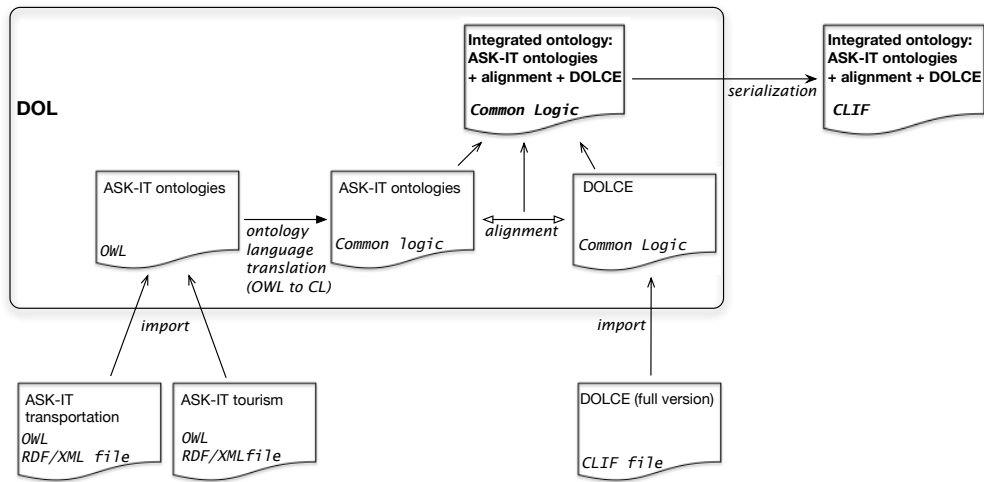 Integrated ontology:
ASK-IT ontologies
+ alignment + DOLCE
Common Logic
serialization
Integrated ontology:
ASK-IT ontologies
+ alignment + DOLCE
CLIF
DOL
ASK-IT ontologies
OWL
ontology
language
translation
(OWL to CL)
ASK-IT ontologies
Common logic
alignment
DOLCE
Common Logic
import
import
ASK-IT
transportation
OWL
RDF/XML file
ASK-IT tourism
OWL
RDF/XMLfile
DOLCE (full version)
CLIF file